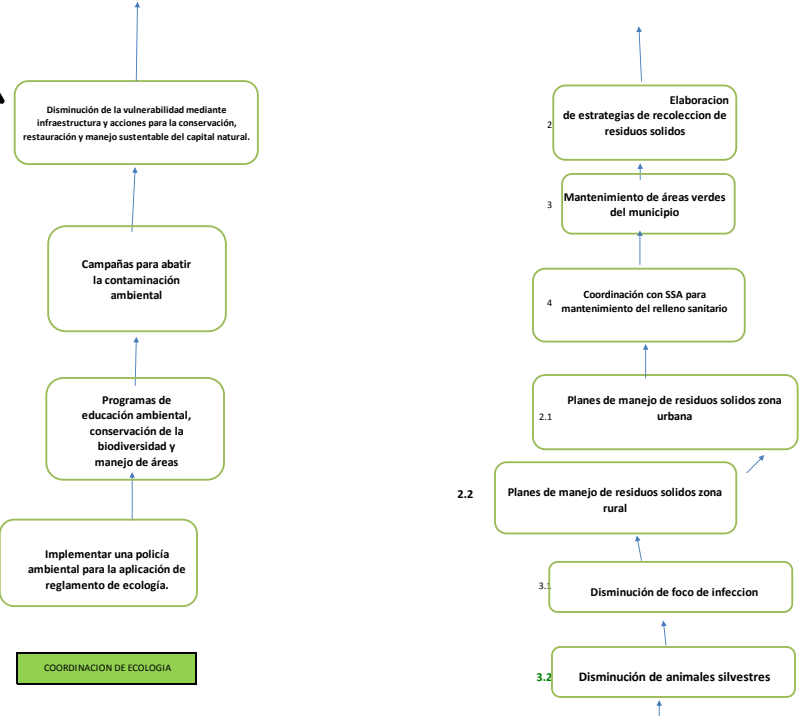 Disminución de la vulnerabilidad mediante
infraestructura y acciones para la conservación,
restauración y manejo sustentable del capital natural.
Campañas para abatir
la contaminación
ambiental
Programas de
educación ambiental,
conservación de la
biodiversidad y
manejo de áreas
Implementar una policía
ambiental para la aplicación de
reglamento de ecología.
COORDINACION DE ECOLOGIA
Elaboracion
2 de estrategias de recoleccion de
residuos solidos
3 Mantenimiento de áreas verdes
del municipio
4 Coordinación con SSA para
mantenimiento del relleno sanitario
2.1 Planes de manejo de residuos solidos zona
urbana
2.2 Planes de manejo de residuos solidos zona
rural
3.1 Disminución de foco de infeccion
3.2 Disminución de animales silvestres